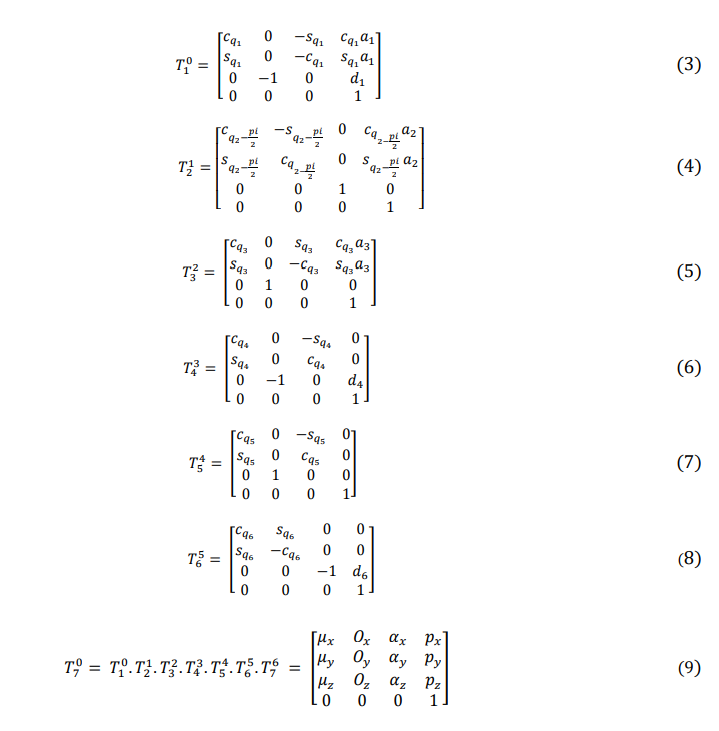 T_1^0 = [c_{q_1} 0 −s_{q_1} c_{q_1}a_1
s_{q_1} 0 −c_{q_1} s_{q_1}a_1
0 −1 0 d_1
0 0 0 1] (3)
T_2^1 = [c_{q_2−\frac{pi}{2}} −s_{q_2−\frac{pi}{2}} 0 c_{q_{2−\frac{pi}{2}}}a_2
s_{q_2−\frac{pi}{2}} c_{q_{2−\frac{pi}{2}}} 0 s_{q_2−\frac{pi}{2}}a_2
0 0 1 0
0 0 0 1] (4)
T_3^2 = [c_{q_3} 0 s_{q_3} c_{q_3}a_3
s_{q_3} 0 −c_{q_3} s_{q_3}a_3
0 1 0 0
0 0 0 1] (5)
T_4^3 = [c_{q_4} 0 −s_{q_4} 0
s_{q_4} 0 c_{q_4} 0
0 −1 0 d_4
0 0 0 1] (6)
T_5^4 = [c_{q_5} 0 −s_{q_5} 0
s_{q_5} 0 c_{q_5} 0
0 1 0 0
0 0 0 1] (7)
T_6^5 = [c_{q_6} s_{q_6} 0 0
s_{q_6} −c_{q_6} 0 0
0 0 −1 d_6
0 0 0 1] (8)
T_7^0 = T_1^0.T_2^1.T_3^2.T_4^3.T_5^4.T_6^5.T_7^6 = [μ_x O_x α_x p_x
μ_y O_y α_y p_y
μ_z O_z α_z p_z
0 0 0 1] (9)